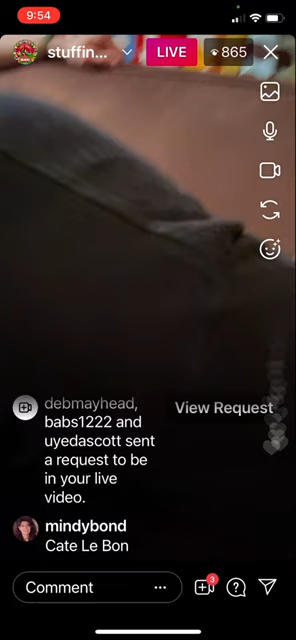 9:54
stuffin...
LIVE
865
debmayhead,
babs1222 and
uyedascott sent
a request to be
in your live
video.
View Request
mindybond
Cate Le Bon
Comment
3